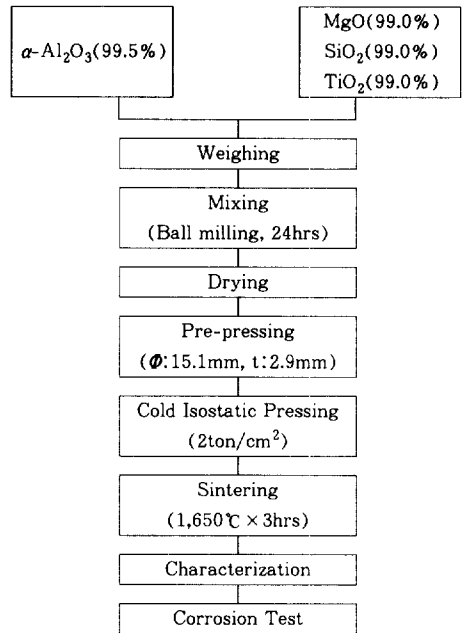 α-Al₂O₃(99.5%)
MgO(99.0%)
SiO₂(99.0%)
TiO₂(99.0%)
Weighing
Mixing
(Ball milling, 24hrs)
Drying
Pre-pressing
(Φ:15.1mm, t:2.9mm)
Cold Isostatic Pressing
(2ton/cm²)
Sintering
(1,650℃ × 3hrs)
Characterization
Corrosion Test